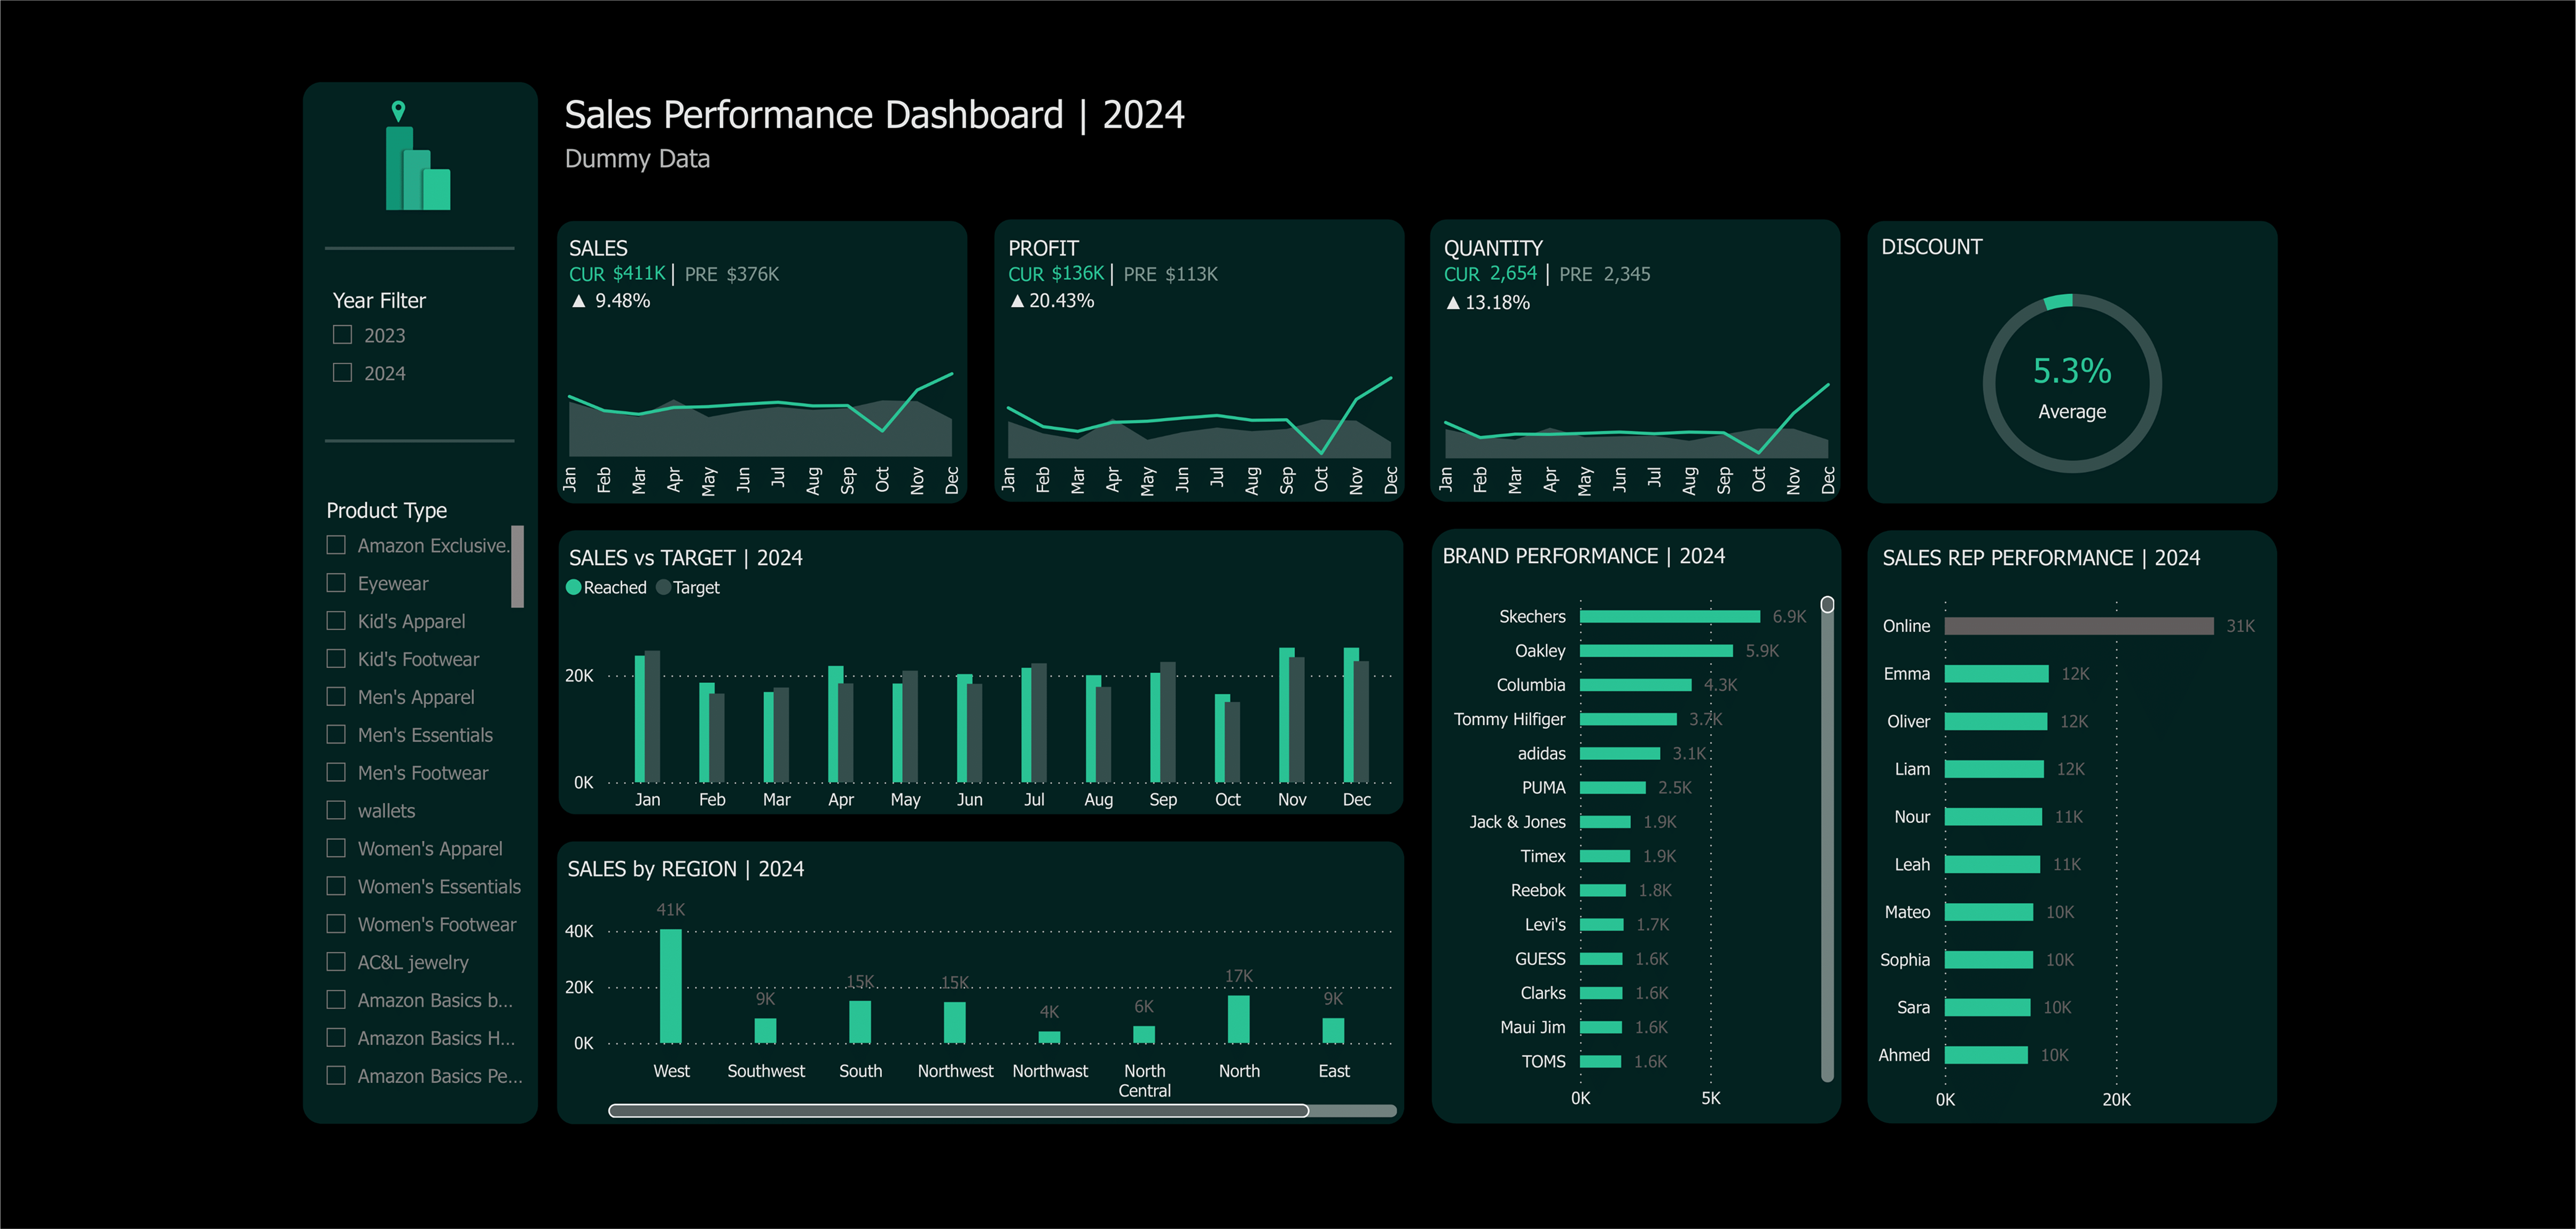 Sales Performance Dashboard | 2024
Dummy Data
Year Filter
2023
2024
Product Type
Amazon Exclusive.
Eyewear
Kid's Apparel
Kid's Footwear
Men's Apparel
Men's Essentials
Men's Footwear
wallets
Women's Apparel
Women's Essentials
Women's Footwear
AC&L jewelry
Amazon Basics b...
Amazon Basics H...
Amazon Basics Pe...
SALES
CUR $411K | PRE $376K
▲ 9.48%
Jan Feb Mar Apr May Jun Jul Aug Sep Oct Nov Dec
PROFIT
CUR $136K | PRE $113K
▲ 20.43%
Jan Feb Mar Apr May Jun Jul Aug Sep Oct Nov Dec
QUANTITY
CUR 2,654 | PRE 2,345
▲ 13.18%
Jan Feb Mar Apr May Jun Jul Aug Sep Oct Nov Dec
DISCOUNT
5.3%
Average
SALES vs TARGET | 2024
Reached Target
20K
0K
Jan Feb Mar Apr May Jun Jul Aug Sep Oct Nov Dec
SALES by REGION | 2024
41K
40K
9K 15K 15K 4K 6K 17K 9K
20K
0K
West Southwest South Northwest Northwast North Central North East
BRAND PERFORMANCE | 2024
Skechers 6.9K
Oakley 5.9K
Columbia 4.3K
Tommy Hilfiger 3.7K
adidas 3.1K
PUMA 2.5K
Jack & Jones 1.9K
Timex 1.9K
Reebok 1.8K
Levi's 1.7K
GUESS 1.6K
Clarks 1.6K
Maui Jim 1.6K
TOMS 1.6K
0K 5K
SALES REP PERFORMANCE | 2024
Online 31K
Emma 12K
Oliver 12K
Liam 12K
Nour 11K
Leah 11K
Mateo 10K
Sophia 10K
Sara 10K
Ahmed 10K
0K 20K